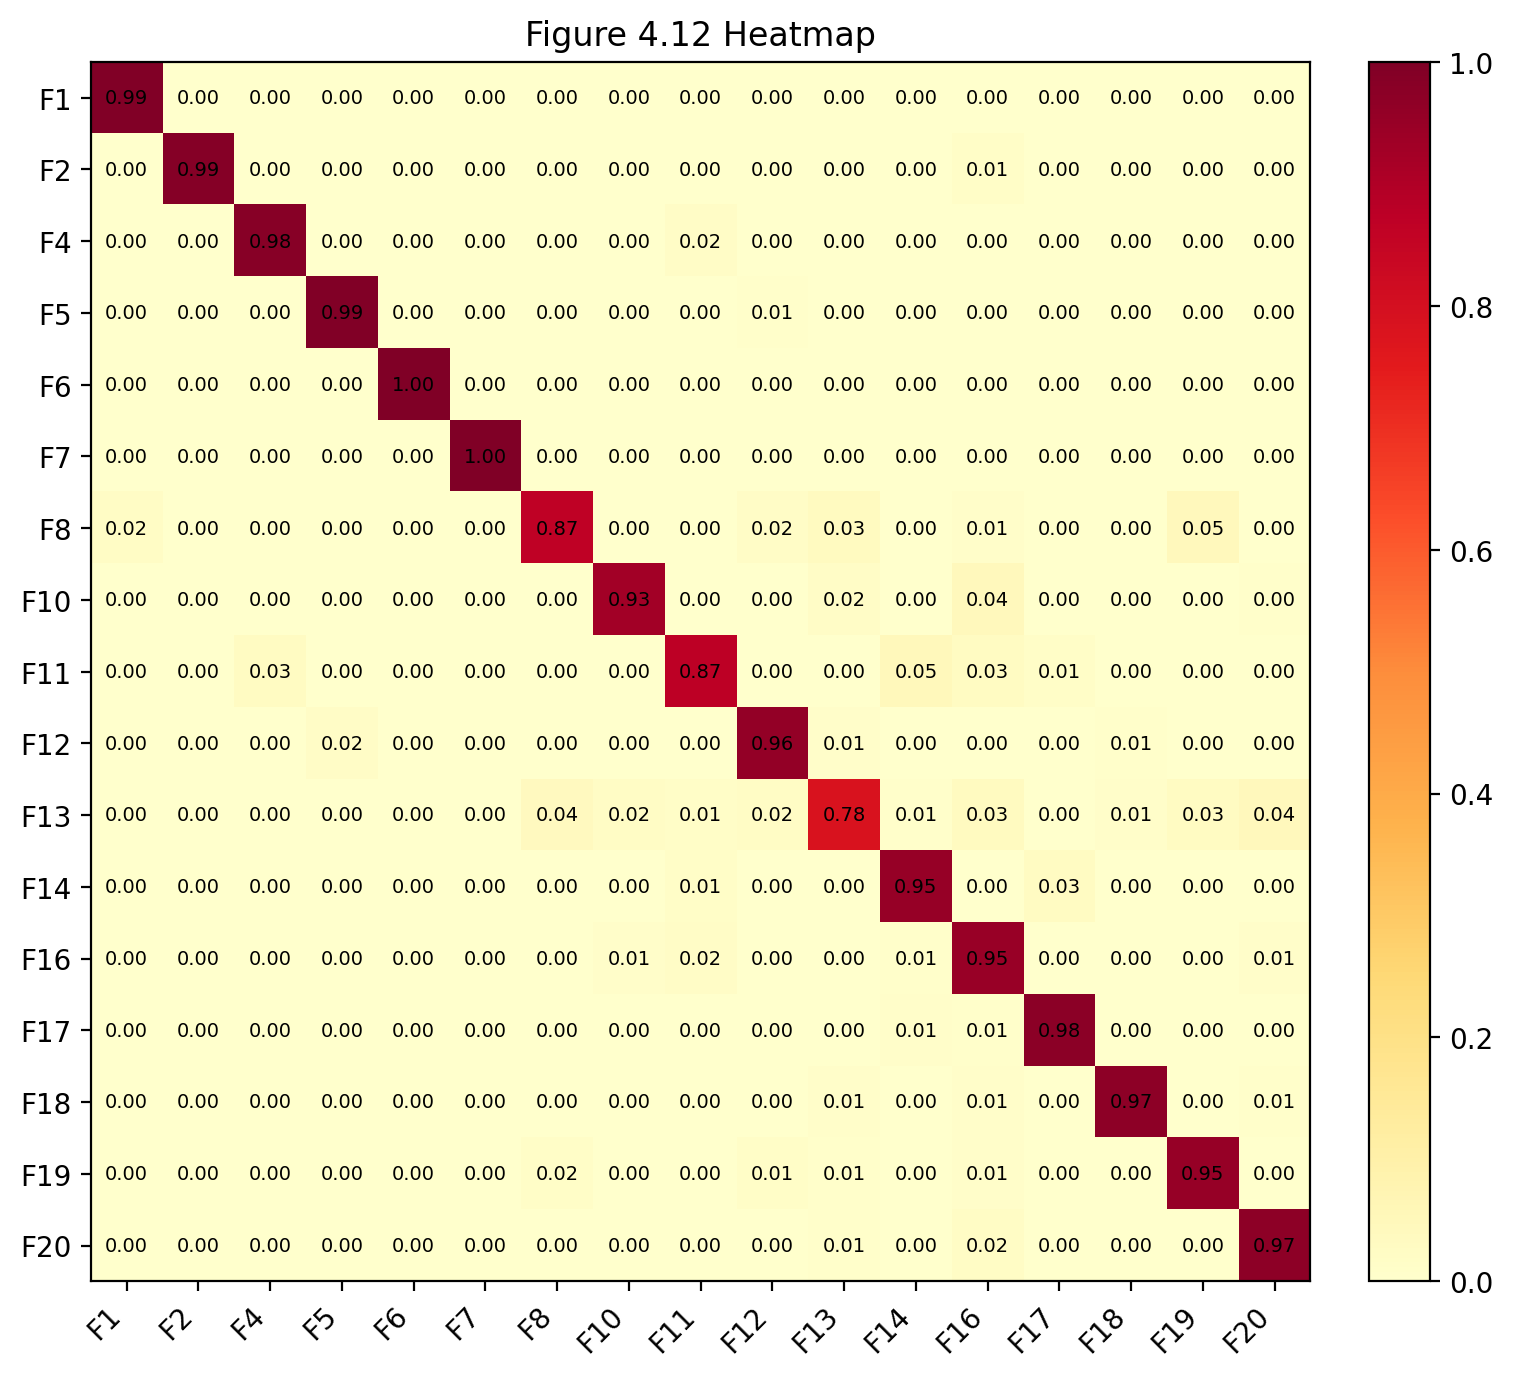 Figure 4.12 Heatmap
F1 0.99 0.00 0.00 0.00 0.00 0.00 0.00 0.00 0.00 0.00 0.00 0.00 0.00 0.00 0.00 0.00 0.00
F2 0.00 0.99 0.00 0.00 0.00 0.00 0.00 0.00 0.00 0.00 0.00 0.00 0.01 0.00 0.00 0.00 0.00
F4 0.00 0.00 0.98 0.00 0.00 0.00 0.00 0.00 0.02 0.00 0.00 0.00 0.00 0.00 0.00 0.00 0.00
F5 0.00 0.00 0.00 0.99 0.00 0.00 0.00 0.00 0.00 0.01 0.00 0.00 0.00 0.00 0.00 0.00 0.00
F6 0.00 0.00 0.00 0.00 1.00 0.00 0.00 0.00 0.00 0.00 0.00 0.00 0.00 0.00 0.00 0.00 0.00
F7 0.00 0.00 0.00 0.00 0.00 1.00 0.00 0.00 0.00 0.00 0.00 0.00 0.00 0.00 0.00 0.00 0.00
F8 0.02 0.00 0.00 0.00 0.00 0.00 0.87 0.00 0.00 0.02 0.03 0.00 0.01 0.00 0.00 0.05 0.00
F10 0.00 0.00 0.00 0.00 0.00 0.00 0.00 0.93 0.00 0.00 0.02 0.00 0.04 0.00 0.00 0.00 0.00
F11 0.00 0.00 0.03 0.00 0.00 0.00 0.00 0.00 0.87 0.00 0.00 0.05 0.03 0.01 0.00 0.00 0.00
F12 0.00 0.00 0.00 0.02 0.00 0.00 0.00 0.00 0.00 0.96 0.01 0.00 0.00 0.00 0.01 0.00 0.00
F13 0.00 0.00 0.00 0.00 0.00 0.00 0.04 0.02 0.01 0.02 0.78 0.01 0.03 0.00 0.01 0.03 0.04
F14 0.00 0.00 0.00 0.00 0.00 0.00 0.00 0.00 0.01 0.00 0.00 0.95 0.00 0.03 0.00 0.00 0.00
F16 0.00 0.00 0.00 0.00 0.00 0.00 0.00 0.01 0.02 0.00 0.00 0.01 0.95 0.00 0.00 0.00 0.01
F17 0.00 0.00 0.00 0.00 0.00 0.00 0.00 0.00 0.00 0.00 0.00 0.01 0.01 0.98 0.00 0.00 0.00
F18 0.00 0.00 0.00 0.00 0.00 0.00 0.00 0.00 0.00 0.00 0.01 0.00 0.01 0.00 0.97 0.00 0.01
F19 0.00 0.00 0.00 0.00 0.00 0.00 0.02 0.00 0.00 0.01 0.01 0.00 0.01 0.00 0.00 0.95 0.00
F20 0.00 0.00 0.00 0.00 0.00 0.00 0.00 0.00 0.00 0.00 0.01 0.00 0.02 0.00 0.00 0.00 0.97
F1 F2 F4 F5 F6 F7 F8 F10 F11 F12 F13 F14 F16 F17 F18 F19 F20
1.0
0.8
0.6
0.4
0.2
0.0